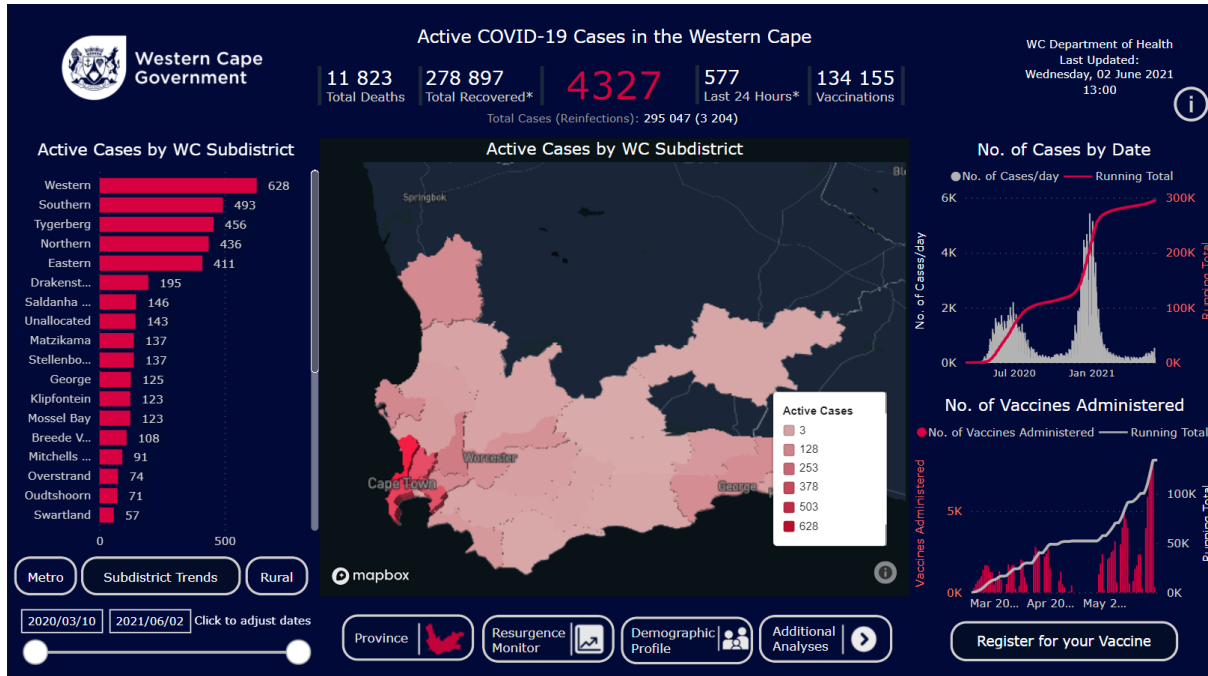 Western Cape
Government
Active COVID-19 Cases in the Western Cape
11 823
Total Deaths
278 897
Total Recovered*
4327
577
Last 24 Hours*
134 155
Vaccinations
Total Cases (Reinfections): 295 047 (3 204)
WC Department of Health
Last Updated:
Wednesday, 02 June 2021
13:00
i
Active Cases by WC Subdistrict
Western 628
Southern 493
Tygerberg 456
Northern 436
Eastern 411
Drakenst... 195
Saldanha ... 146
Unallocated 143
Matzikama 137
Stellenbo... 137
George 125
Klipfontein 123
Mossel Bay 123
Breede V... 108
Mitchells ... 91
Overstrand 74
Oudtshoorn 71
Swartland 57
0 500
Metro
Subdistrict Trends
Rural
2020/03/10
2021/06/02
Click to adjust dates
Active Cases by WC Subdistrict
Springbok
Bl
Worcester
Cape Town
George
Active Cases
3
128
253
378
503
628
mapbox
i
Province
Resurgence
Monitor
Demographic
Profile
Additional
Analyses
No. of Cases by Date
No. of Cases/day
Running Total
No. of Cases/day
6K
4K
2K
0K
300K
200K
100K
0K
Running Total
Jul 2020
Jan 2021
No. of Vaccines Administered
No. of Vaccines Administered
Running Total
Vaccines Administered
5K
0K
100K
50K
0K
Running Total
Mar 20...
Apr 20...
May 2...
Register for your Vaccine